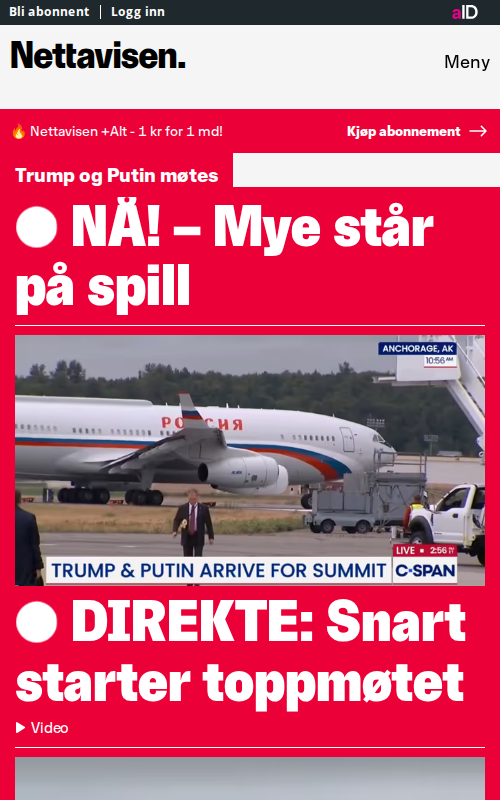 Bli abonnent Logg inn aID
Nettavisen.
Meny
Nettavisen +Alt - 1 kr for 1 md!
Kjøp abonnement
Trump og Putin møtes
NÅ! – Mye står
på spill
ANCHORAGE, AK
10:56 AM
РОССИЯ
LIVE 2:56 ET
TRUMP & PUTIN ARRIVE FOR SUMMIT C-SPAN
DIREKTE: Snart
starter toppmøtet
Video